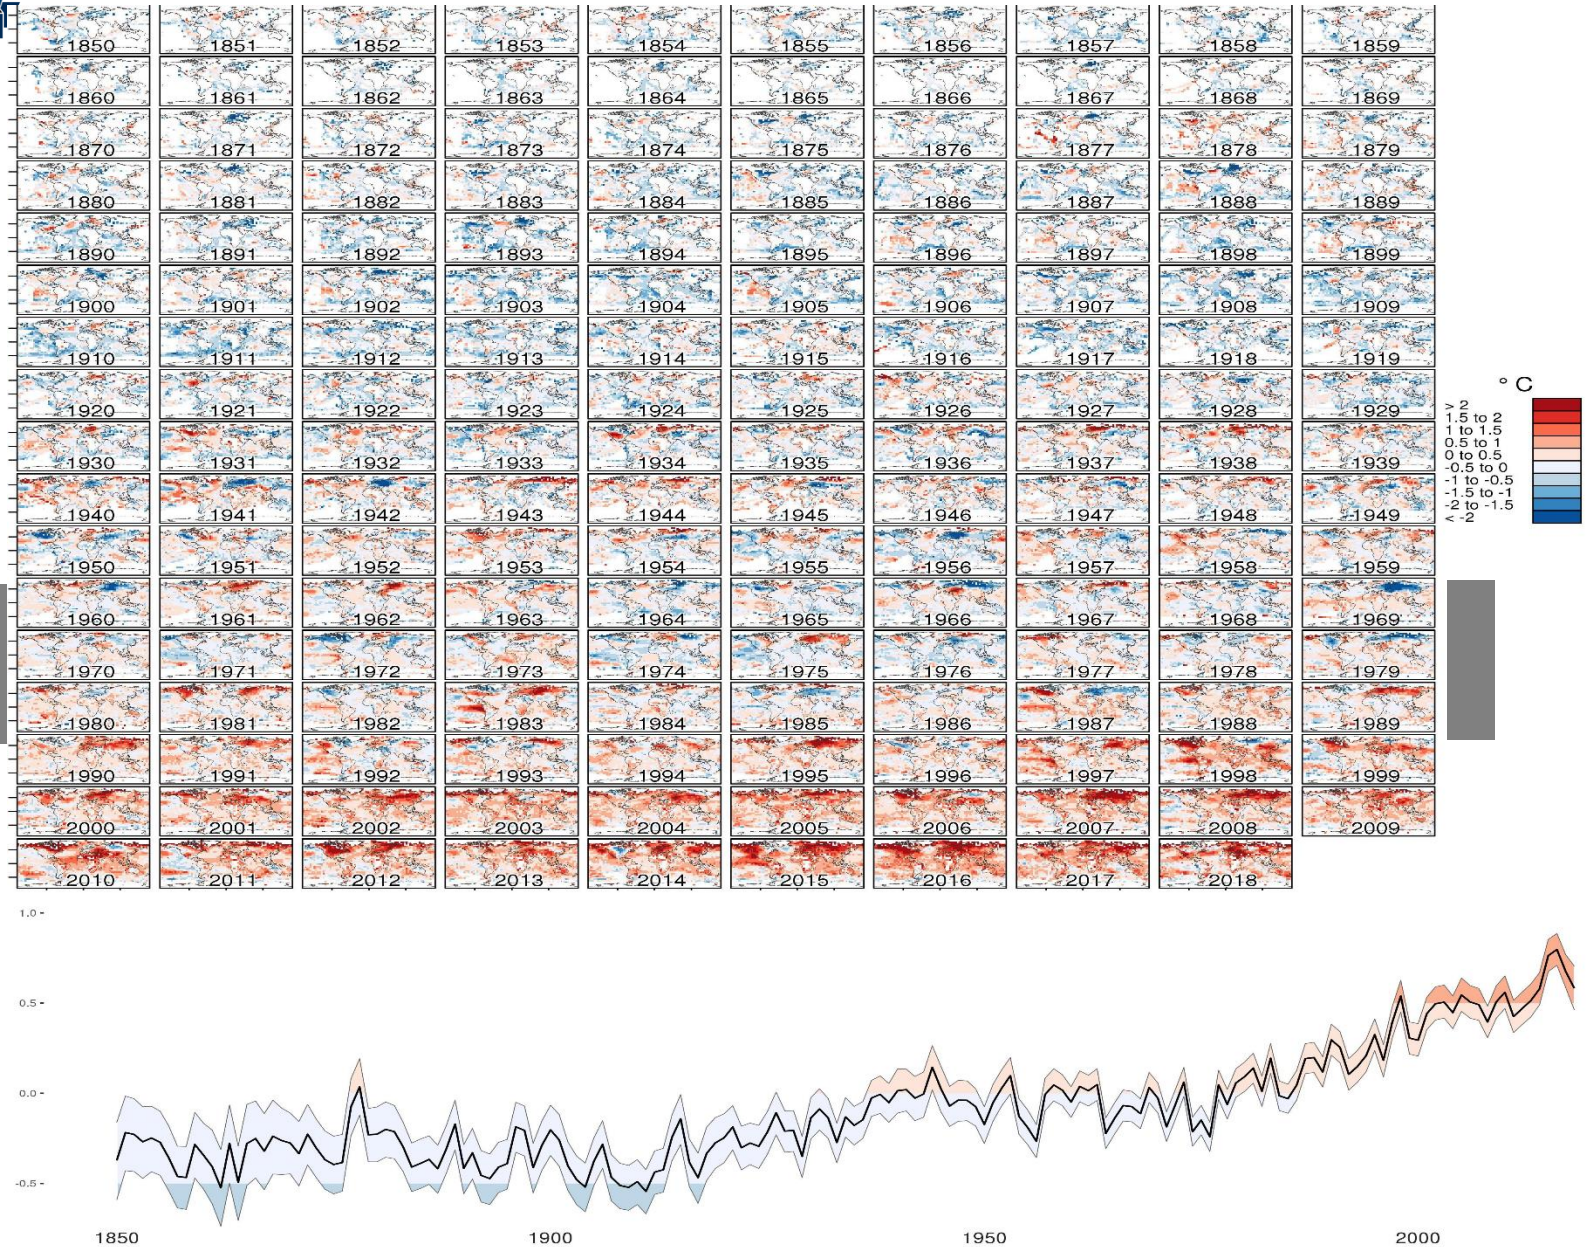 1850 1851 1852 1853 1854 1855 1856 1857 1858 1859
1860 1861 1862 1863 1864 1865 1866 1867 1868 1869
1870 1871 1872 1873 1874 1875 1876 1877 1878 1879
1880 1881 1882 1883 1884 1885 1886 1887 1888 1889
1890 1891 1892 1893 1894 1895 1896 1897 1898 1899
1900 1901 1902 1903 1904 1905 1906 1907 1908 1909
1910 1911 1912 1913 1914 1915 1916 1917 1918 1919
1920 1921 1922 1923 1924 1925 1926 1927 1928 1929
1930 1931 1932 1933 1934 1935 1936 1937 1938 1939
1940 1941 1942 1943 1944 1945 1946 1947 1948 1949
1950 1951 1952 1953 1954 1955 1956 1957 1958 1959
1960 1961 1962 1963 1964 1965 1966 1967 1968 1969
1970 1971 1972 1973 1974 1975 1976 1977 1978 1979
1980 1981 1982 1983 1984 1985 1986 1987 1988 1989
1990 1991 1992 1993 1994 1995 1996 1997 1998 1999
2000 2001 2002 2003 2004 2005 2006 2007 2008 2009
2010 2011 2012 2013 2014 2015 2016 2017 2018
° C
> 2
1.5 to 2
1 to 1.5
0.5 to 1
0 to 0.5
-0.5 to 0
-1 to -0.5
-1.5 to -1
-2 to -1.5
< -2
1.0
0.5
0.0
-0.5
1850 1900 1950 2000